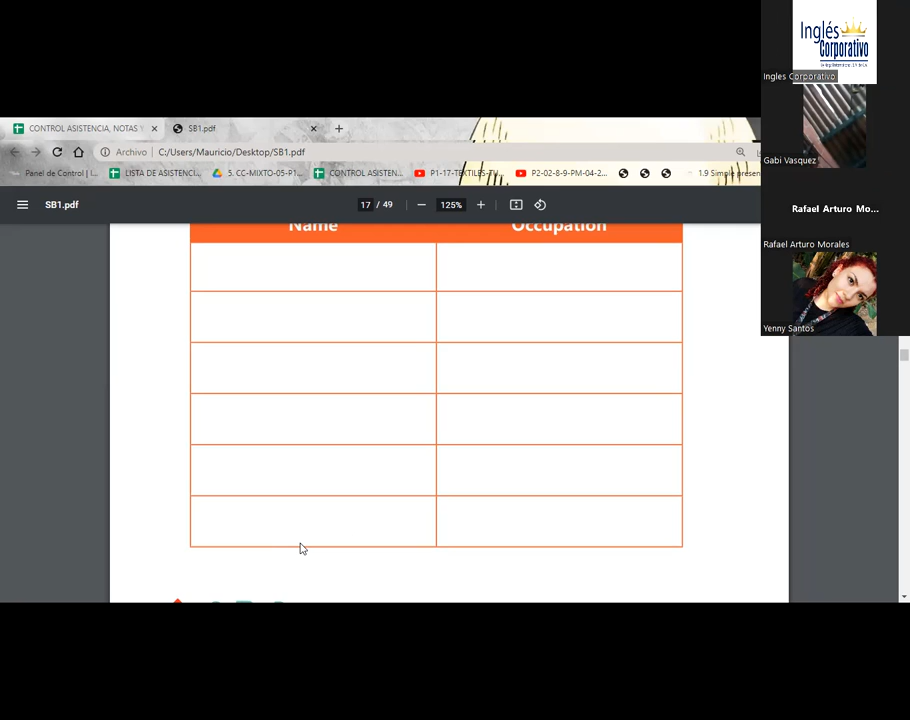 Inglés
Corporativo
Ingles Corporativo
CONTROL ASISTENCIA, NOTAS Y
SB1.pdf
Archivo
C:/Users/Mauricio/Desktop/SB1.pdf
Gabi Vasquez
Panel de Control | I...
LISTA DE ASISTENCI...
5. CC-MIXTO-05-P1...
CONTROL ASISTEN...
P1-17-TEXTILES-TV...
P2-02-8-9-PM-04-2...
1.9 Simple presen
SB1.pdf
17 / 49
125%
Rafael Arturo Mo...
Rafael Arturo Morales
Name
Occupation
Yenny Santos